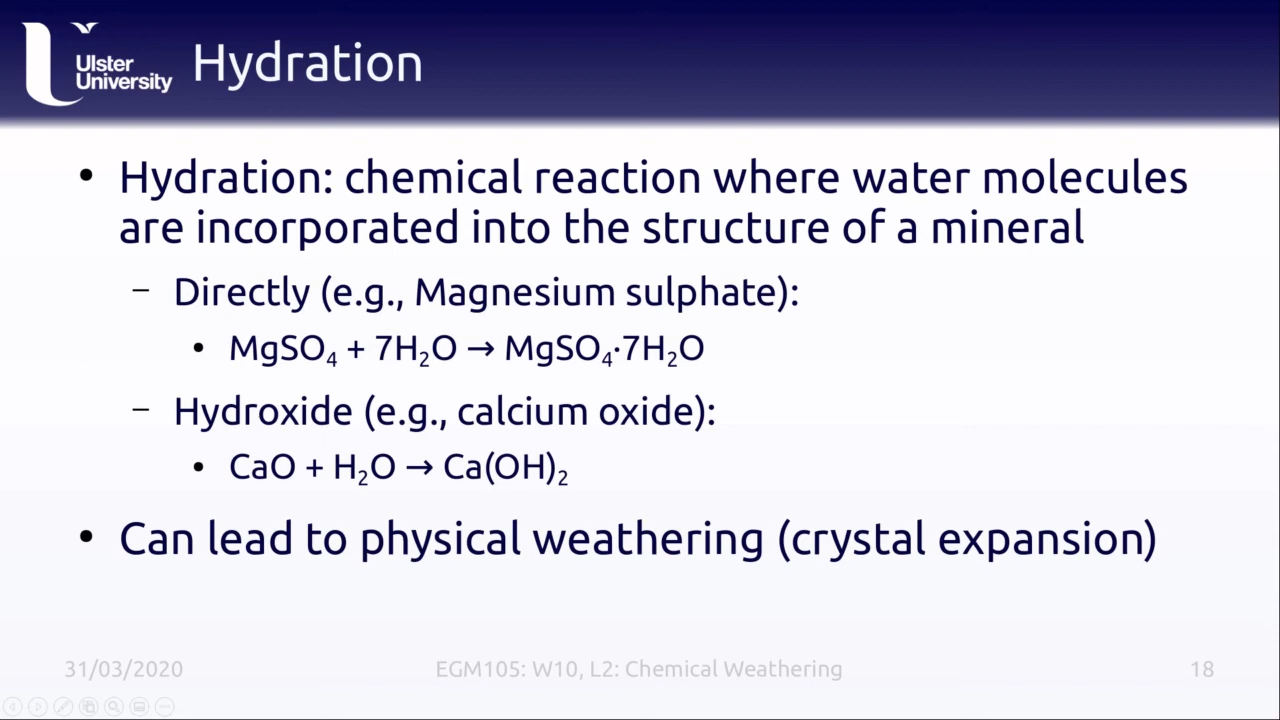 Ulster
University
Hydration
• Hydration: chemical reaction where water molecules
are incorporated into the structure of a mineral
– Directly (e.g., Magnesium sulphate):
• MgSO₄ + 7H₂O → MgSO₄·7H₂O
– Hydroxide (e.g., calcium oxide):
• CaO + H₂O → Ca(OH)₂
• Can lead to physical weathering (crystal expansion)
31/03/2020 EGM105: W10, L2: Chemical Weathering 18